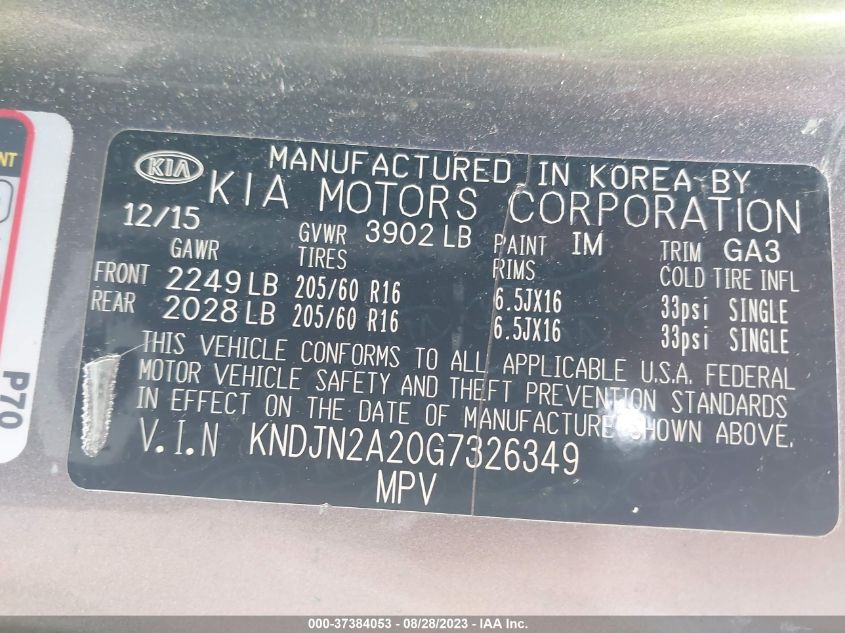 KIA
MANUFACTURED IN KOREA BY
KIA MOTORS CORPORATION
12/15 GVWR 3902 LB PAINT IM TRIM GA3
GAWR TIRES RIMS COLD TIRE INFL
FRONT 2249 LB 205/60 R16 6.5JX16 33psi SINGLE
REAR 2028 LB 205/60 R16 6.5JX16 33psi SINGLE
THIS VEHICLE CONFORMS TO ALL APPLICABLE U.S.A. FEDERAL
MOTOR VEHICLE SAFETY AND THEFT PREVENTION STANDARDS
IN EFFECT ON THE DATE OF MANUFACTURE SHOWN ABOVE.
V.I.N KNDJN2A20G7326349
MPV
P70
000-37384053 - 08/28/2023 - IAA Inc.